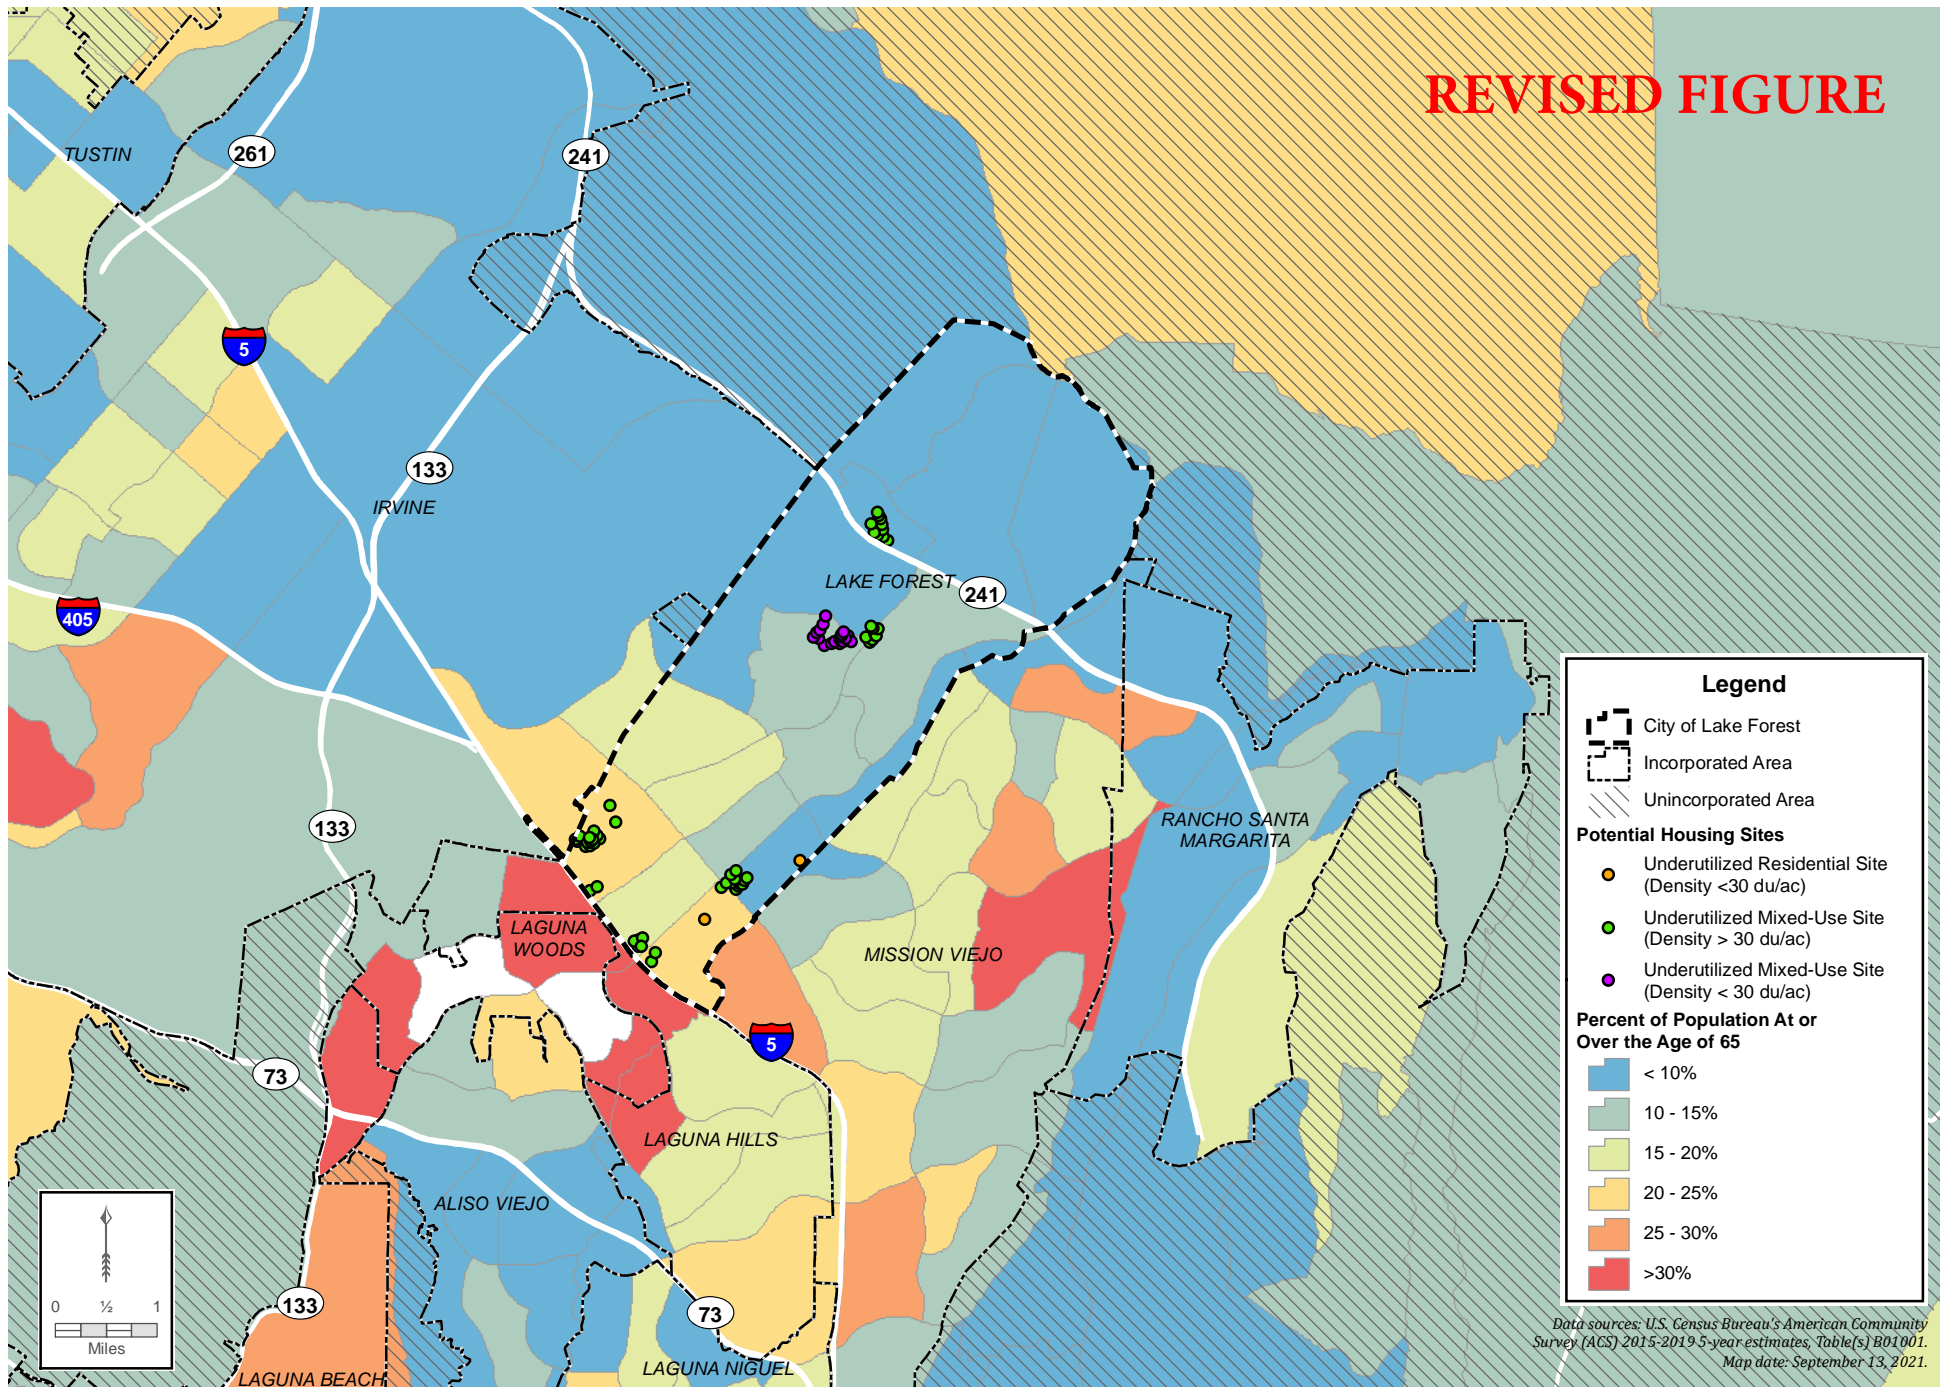 REVISED FIGURE
TUSTIN
261
241
5
133
IRVINE
LAKE FOREST
241
405
133
RANCHO SANTA
MARGARITA
LAGUNA
WOODS
MISSION VIEJO
5
73
LAGUNA HILLS
ALISO VIEJO
133
73
LAGUNA NIGUEL
LAGUNA BEACH
0 ½ 1
Miles
Legend
City of Lake Forest
Incorporated Area
Unincorporated Area
Potential Housing Sites
Underutilized Residential Site
(Density <30 du/ac)
Underutilized Mixed-Use Site
(Density > 30 du/ac)
Underutilized Mixed-Use Site
(Density < 30 du/ac)
Percent of Population At or
Over the Age of 65
< 10%
10 - 15%
15 - 20%
20 - 25%
25 - 30%
>30%
Data sources: U.S. Census Bureau's American Community
Survey (ACS) 2015-2019 5-year estimates, Table(s) B01001.
Map date: September 13, 2021.